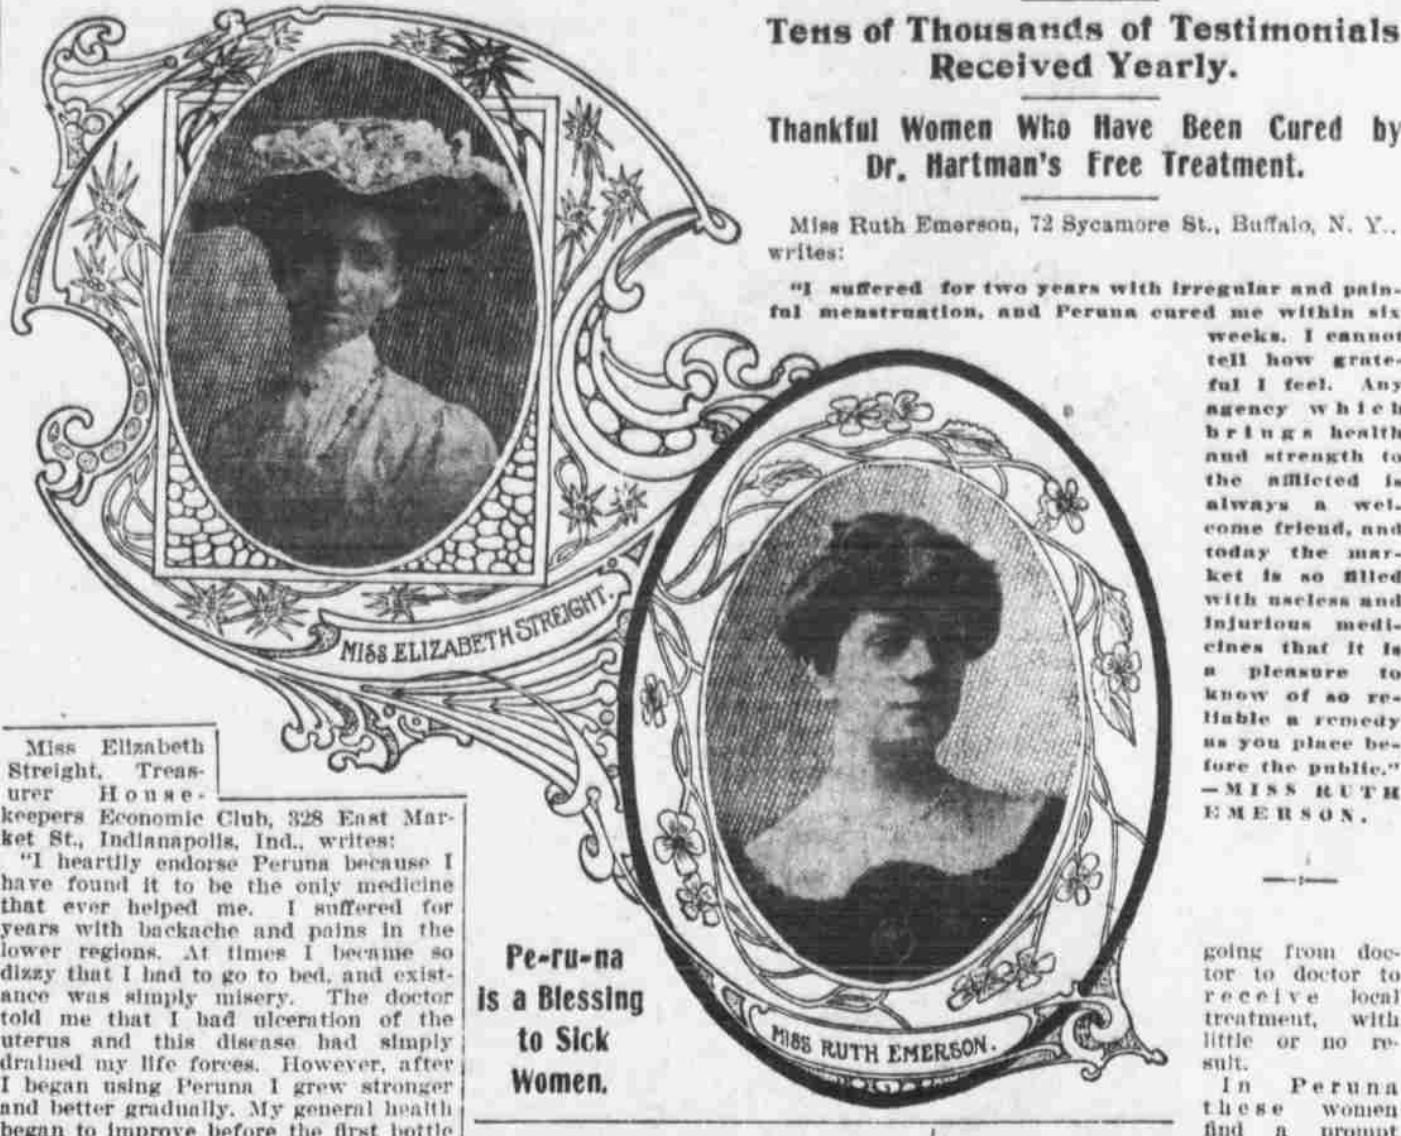 Tens of Thousands of Testimonials
Received Yearly.
Thankful Women Who Have Been Cured by
Dr. Hartman's Free Treatment.
Miss Ruth Emerson, 72 Sycamore St., Buffalo, N. Y.,
writes:
"I suffered for two years with irregular and pain-
ful menstruation, and Peruna cured me within six
weeks. I cannot
tell how grate-
ful I feel. Any
agency which
brings health
and strength to
the afflicted is
always a wel-
come friend, and
today the mar-
ket is so filled
with useless and
injurious medi-
cines that it is
a pleasure to
know of so re-
liable a remedy
as you place be-
fore the public."
—MISS RUTH
EMERSON.
MISS ELIZABETH STREIGHT.
MISS RUTH EMERSON.
Miss Elizabeth
Streight, Treas-
urer House-
keepers Economic Club, 328 East Mar-
ket St., Indianapolis, Ind., writes:
"I heartily endorse Peruna because I
have found it to be the only medicine
that ever helped me. I suffered for
years with backache and pains in the
lower regions. At times I became so
dizzy that I had to go to bed, and exist-
ance was simply misery. The doctor
told me that I had ulceration of the
uterus and this disease had simply
drained my life forces. However, after
I began using Peruna I grew stronger
and better gradually. My general health
began to improve before the first bottle
Pe-ru-na
is a Blessing
to Sick
Women.
going from doc-
tor to doctor to
receive local
treatment, with
little or no re-
sult.
In Peruna
these women
find a prompt